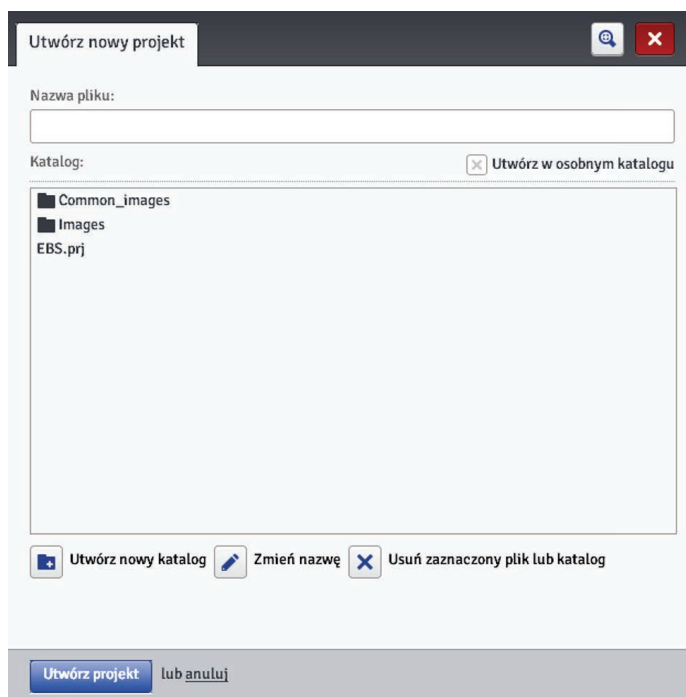 Utwórz nowy projekt
Nazwa pliku:
Katalog:
Utwórz w osobnym katalogu
Common_images
Images
EBS.prj
Utwórz nowy katalog Zmień nazwę Usuń zaznaczony plik lub katalog
Utwórz projekt lub anuluj